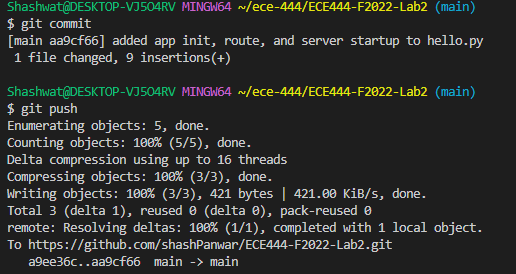 Shashwat@DESKTOP-VJ5O4RV MINGW64 ~/ece-444/ECE444-F2022-Lab2 (main)
$ git commit
[main aa9cf66] added app init, route, and server startup to hello.py
 1 file changed, 9 insertions(+)

Shashwat@DESKTOP-VJ5O4RV MINGW64 ~/ece-444/ECE444-F2022-Lab2 (main)
$ git push
Enumerating objects: 5, done.
Counting objects: 100% (5/5), done.
Delta compression using up to 16 threads
Compressing objects: 100% (3/3), done.
Writing objects: 100% (3/3), 421 bytes | 421.00 KiB/s, done.
Total 3 (delta 1), reused 0 (delta 0), pack-reused 0
remote: Resolving deltas: 100% (1/1), completed with 1 local object.
To https://github.com/shashPanwar/ECE444-F2022-Lab2.git
   a9ee36c..aa9cf66  main -> main